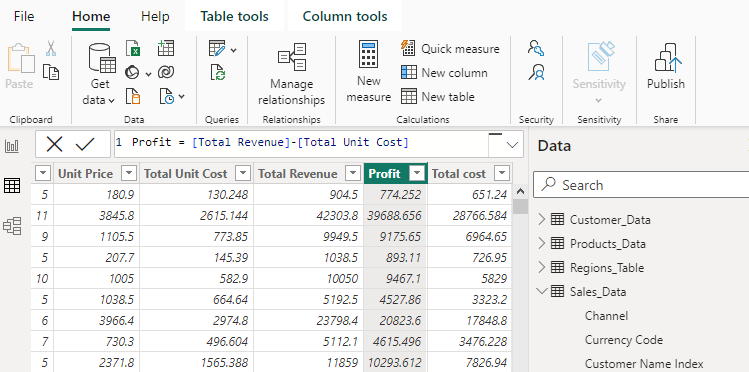 File Home Help Table tools Column tools
Paste
Get data
Manage relationships
New measure
Quick measure
New column
New table
Sensitivity
Publish
Clipboard Data Queries Relationships Calculations Security Sensitivity Share
1 Profit = [Total Revenue]-[Total Unit Cost]
Data
Search
Unit Price Total Unit Cost Total Revenue Profit Total cost
5 180.9 130.248 904.5 774.252 651.24
11 3845.8 2615.144 42303.8 39688.656 28766.584
9 1105.5 773.85 9949.5 9175.65 6964.65
5 207.7 145.39 1038.5 893.11 726.95
10 1005 582.9 10050 9467.1 5829
5 1038.5 664.64 5192.5 4527.86 3323.2
6 3966.4 2974.8 23798.4 20823.6 17848.8
7 730.3 496.604 5112.1 4615.496 3476.228
5 2371.8 1565.388 11859 10293.612 7826.94
Customer_Data
Products_Data
Regions_Table
Sales_Data
Channel
Currency Code
Customer Name Index